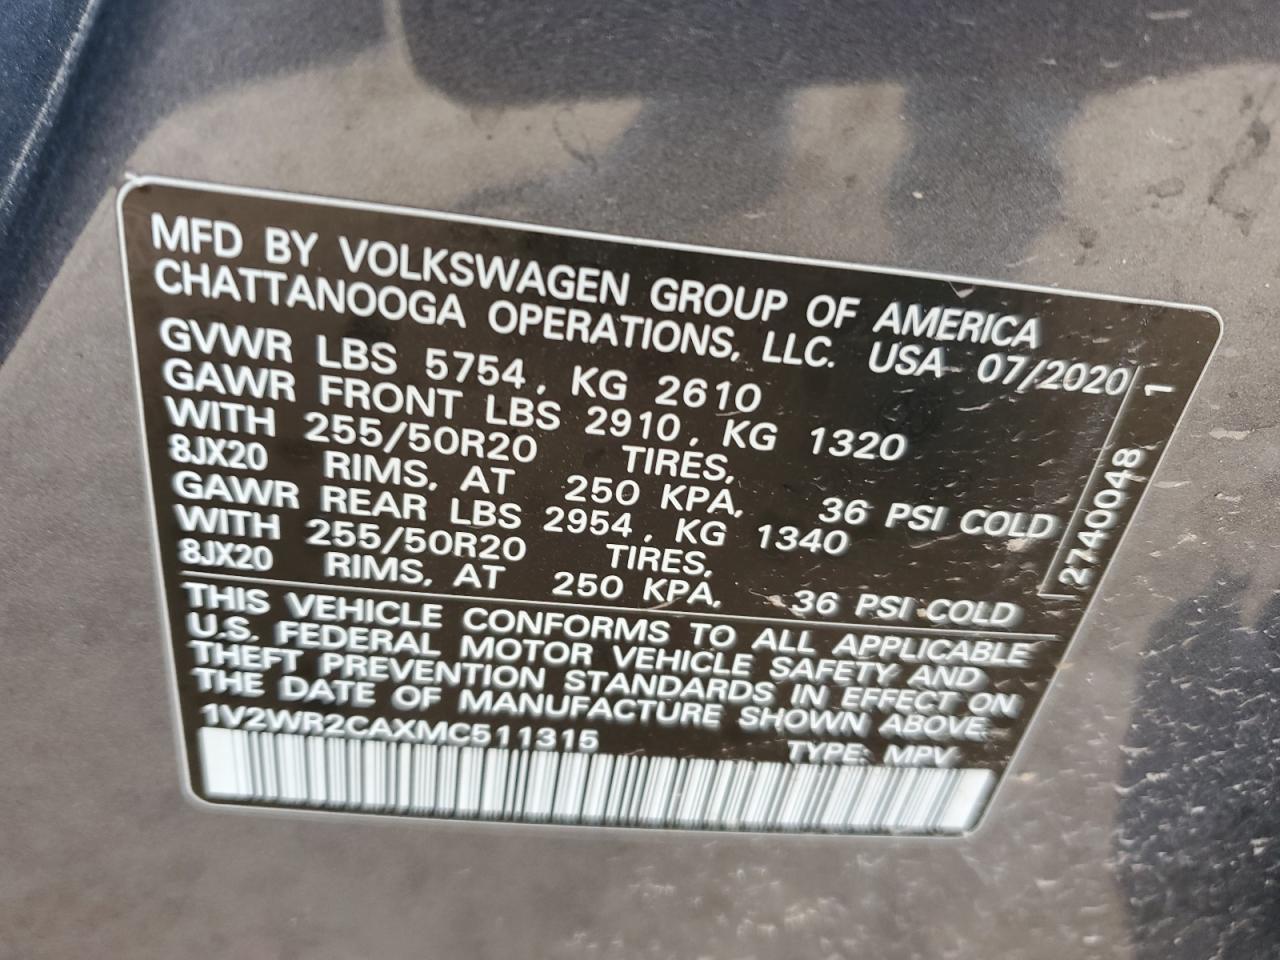 MFD BY VOLKSWAGEN GROUP OF AMERICA
CHATTANOOGA OPERATIONS, LLC. USA 07/2020
GVWR LBS 5754, KG 2610
GAWR FRONT LBS 2910, KG 1320
WITH 255/50R20 TIRES,
8JX20 RIMS, AT 250 KPA, 36 PSI COLD
GAWR REAR LBS 2954, KG 1340
WITH 255/50R20 TIRES,
8JX20 RIMS, AT 250 KPA, 36 PSI COLD
THIS VEHICLE CONFORMS TO ALL APPLICABLE
U.S. FEDERAL MOTOR VEHICLE SAFETY AND
THEFT PREVENTION STANDARDS IN EFFECT ON
THE DATE OF MANUFACTURE SHOWN ABOVE.
1V2WR2CAXMC511315 TYPE: MPV
2740048 1